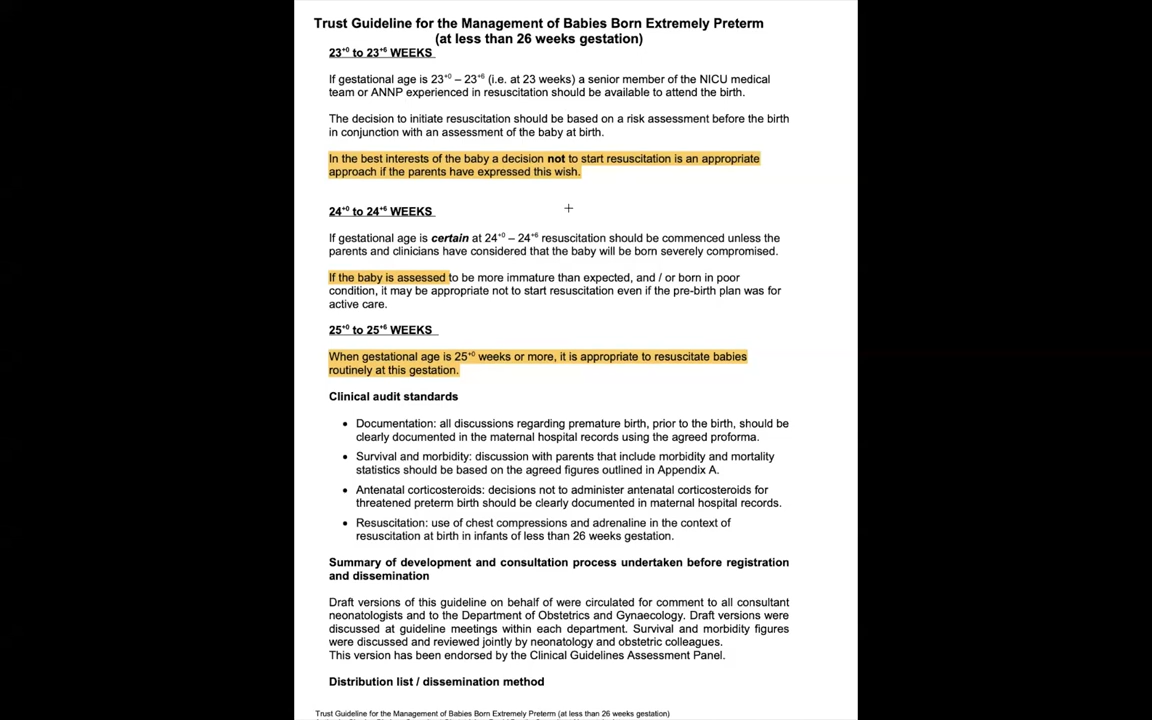 Trust Guideline for the Management of Babies Born Extremely Preterm
(at less than 26 weeks gestation)
23⁺⁰ to 23⁺⁶ WEEKS
If gestational age is 23⁺⁰ – 23⁺⁶ (i.e. at 23 weeks) a senior member of the NICU medical
team or ANNP experienced in resuscitation should be available to attend the birth.
The decision to initiate resuscitation should be based on a risk assessment before the birth
in conjunction with an assessment of the baby at birth.
In the best interests of the baby a decision not to start resuscitation is an appropriate
approach if the parents have expressed this wish.
24⁺⁰ to 24⁺⁶ WEEKS
If gestational age is certain at 24⁺⁰ – 24⁺⁶ resuscitation should be commenced unless the
parents and clinicians have considered that the baby will be born severely compromised.
If the baby is assessed to be more immature than expected, and / or born in poor
condition, it may be appropriate not to start resuscitation even if the pre-birth plan was for
active care.
25⁺⁰ to 25⁺⁶ WEEKS
When gestational age is 25⁺⁰ weeks or more, it is appropriate to resuscitate babies
routinely at this gestation.
Clinical audit standards
• Documentation: all discussions regarding premature birth, prior to the birth, should be
clearly documented in the maternal hospital records using the agreed proforma.
• Survival and morbidity: discussion with parents that include morbidity and mortality
statistics should be based on the agreed figures outlined in Appendix A.
• Antenatal corticosteroids: decisions not to administer antenatal corticosteroids for
threatened preterm birth should be clearly documented in maternal hospital records.
• Resuscitation: use of chest compressions and adrenaline in the context of
resuscitation at birth in infants of less than 26 weeks gestation.
Summary of development and consultation process undertaken before registration
and dissemination
Draft versions of this guideline on behalf of were circulated for comment to all consultant
neonatologists and to the Department of Obstetrics and Gynaecology. Draft versions were
discussed at guideline meetings within each department. Survival and morbidity figures
were discussed and reviewed jointly by neonatology and obstetric colleagues.
This version has been endorsed by the Clinical Guidelines Assessment Panel.
Distribution list / dissemination method
Trust Guideline for the Management of Babies Born Extremely Preterm (at less than 26 weeks gestation)